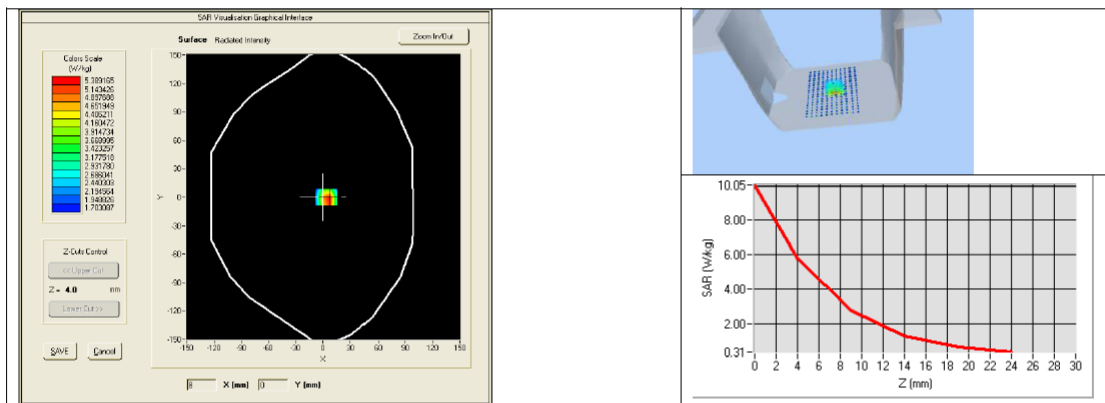 SAR Visualisation Graphical Interface
Surface Radiated Intensity
Zoom In/Out
Colors Scale
(W/kg)
5.389165
5.143426
4.897688
4.651949
4.406211
4.160472
3.914734
3.668995
3.423257
3.177518
2.931780
2.686041
2.440303
2.194564
1.948826
1.703087
Z-Cuts Control
<< Upper Cut
Z = 4.0 mm
Lower Cut >>
SAVE Cancel
Y
150
120
90
60
30
0
-30
-60
-90
-120
-150
-150 -120 -90 -60 -30 0 30 60 90 120 150
X
8 X (mm) 0 Y (mm)
SAR (W/kg)
10.05
8.00
6.00
4.00
2.00
0.31
0 2 4 6 8 10 12 14 16 18 20 22 24 26 28 30
Z (mm)